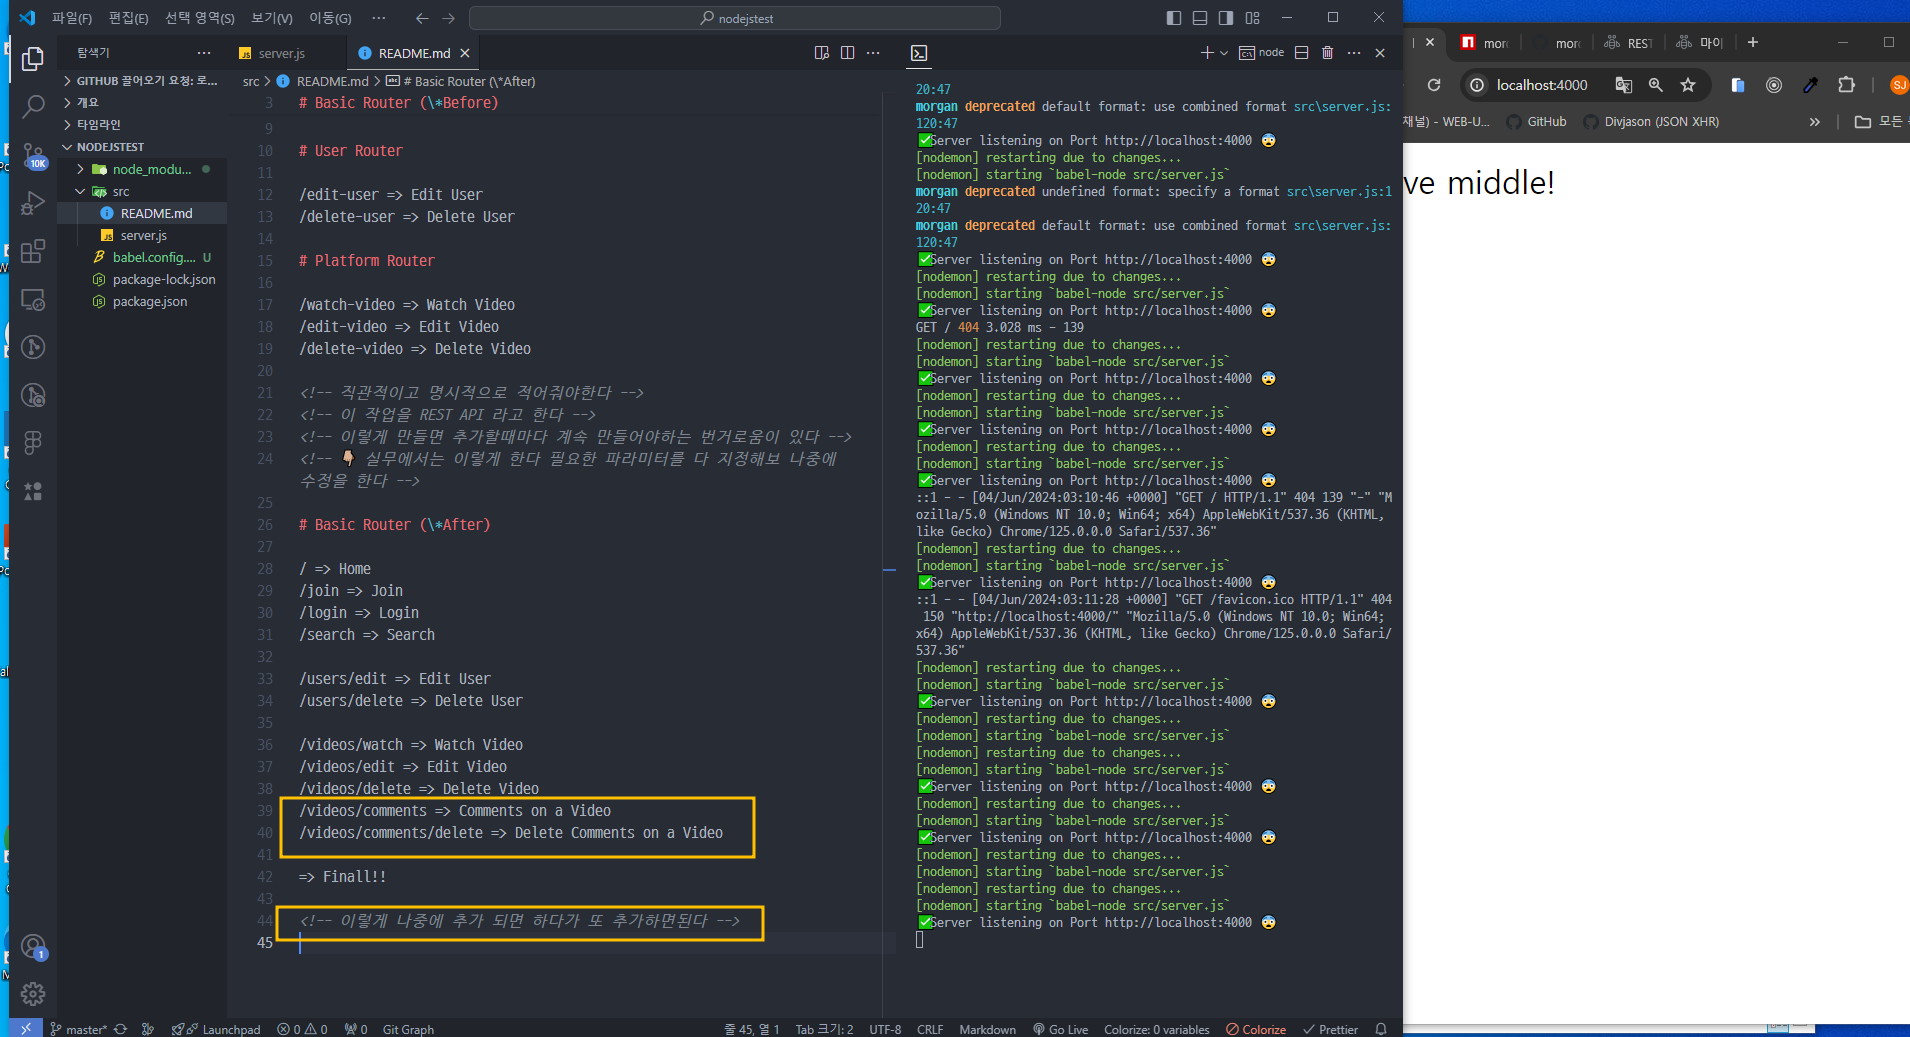 파일(F) 편집(E) 선택 영역(S) 보기(V) 이동(G) ··· nodejstest
탐색기 ···
GITHUB 끌어오기 요청: 로...
개요
타임라인
NODEJSTEST
node_modu...
src
README.md
server.js
babel.config.... U
package-lock.json
package.json
10K
1
server.js README.md
src > README.md > # Basic Router (\*After)
3 # Basic Router (\*Before)
9
10 # User Router
11
12 /edit-user => Edit User
13 /delete-user => Delete User
14
15 # Platform Router
16
17 /watch-video => Watch Video
18 /edit-video => Edit Video
19 /delete-video => Delete Video
20
21 <!-- 직관적이고 명시적으로 적어줘야한다 -->
22 <!-- 이 작업을 REST API 라고 한다 -->
23 <!-- 이렇게 만들면 추가할때마다 계속 만들어야하는 번거로움이 있다 -->
24 <!-- 👇🏽 실무에서는 이렇게 한다 필요한 파라미터를 다 지정해보 나중에
수정을 한다 -->
25
26 # Basic Router (\*After)
27
28 / => Home
29 /join => Join
30 /login => Login
31 /search => Search
32
33 /users/edit => Edit User
34 /users/delete => Delete User
35
36 /videos/watch => Watch Video
37 /videos/edit => Edit Video
38 /videos/delete => Delete Video
39 /videos/comments => Comments on a Video
40 /videos/comments/delete => Delete Comments on a Video
41
42 => Finall!!
43
44 <!-- 이렇게 나중에 추가 되면 하다가 또 추가하면된다 -->
45
node
20:47
morgan deprecated default format: use combined format src\server.js:
120:47
✅Server listening on Port http://localhost:4000 😨
[nodemon] restarting due to changes...
[nodemon] starting `babel-node src/server.js`
morgan deprecated undefined format: specify a format src\server.js:1
20:47
morgan deprecated default format: use combined format src\server.js:
120:47
✅Server listening on Port http://localhost:4000 😨
[nodemon] restarting due to changes...
[nodemon] starting `babel-node src/server.js`
✅Server listening on Port http://localhost:4000 😨
GET / 404 3.028 ms - 139
[nodemon] restarting due to changes...
[nodemon] starting `babel-node src/server.js`
✅Server listening on Port http://localhost:4000 😨
[nodemon] restarting due to changes...
[nodemon] starting `babel-node src/server.js`
✅Server listening on Port http://localhost:4000 😨
[nodemon] restarting due to changes...
[nodemon] starting `babel-node src/server.js`
✅Server listening on Port http://localhost:4000 😨
::1 - - [04/Jun/2024:03:10:46 +0000] "GET / HTTP/1.1" 404 139 "-" "M
ozilla/5.0 (Windows NT 10.0; Win64; x64) AppleWebKit/537.36 (KHTML,
like Gecko) Chrome/125.0.0.0 Safari/537.36"
[nodemon] restarting due to changes...
[nodemon] starting `babel-node src/server.js`
✅Server listening on Port http://localhost:4000 😨
::1 - - [04/Jun/2024:03:11:28 +0000] "GET /favicon.ico HTTP/1.1" 404
150 "http://localhost:4000/" "Mozilla/5.0 (Windows NT 10.0; Win64;
x64) AppleWebKit/537.36 (KHTML, like Gecko) Chrome/125.0.0.0 Safari/
537.36"
[nodemon] restarting due to changes...
[nodemon] starting `babel-node src/server.js`
✅Server listening on Port http://localhost:4000 😨
[nodemon] restarting due to changes...
[nodemon] starting `babel-node src/server.js`
[nodemon] restarting due to changes...
[nodemon] starting `babel-node src/server.js`
✅Server listening on Port http://localhost:4000 😨
[nodemon] restarting due to changes...
[nodemon] starting `babel-node src/server.js`
✅Server listening on Port http://localhost:4000 😨
[nodemon] restarting due to changes...
[nodemon] starting `babel-node src/server.js`
[nodemon] restarting due to changes...
[nodemon] starting `babel-node src/server.js`
✅Server listening on Port http://localhost:4000 😨
master* Launchpad 0 0 0 Git Graph 줄 45, 열 1 Tab 크기: 2 UTF-8 CRLF Markdown Go Live Colorize: 0 variables Colorize Prettier
mor mor REST 마이
localhost:4000 SJ
채널) - WEB-U... GitHub Divjason (JSON XHR) » 모든
ve middle!